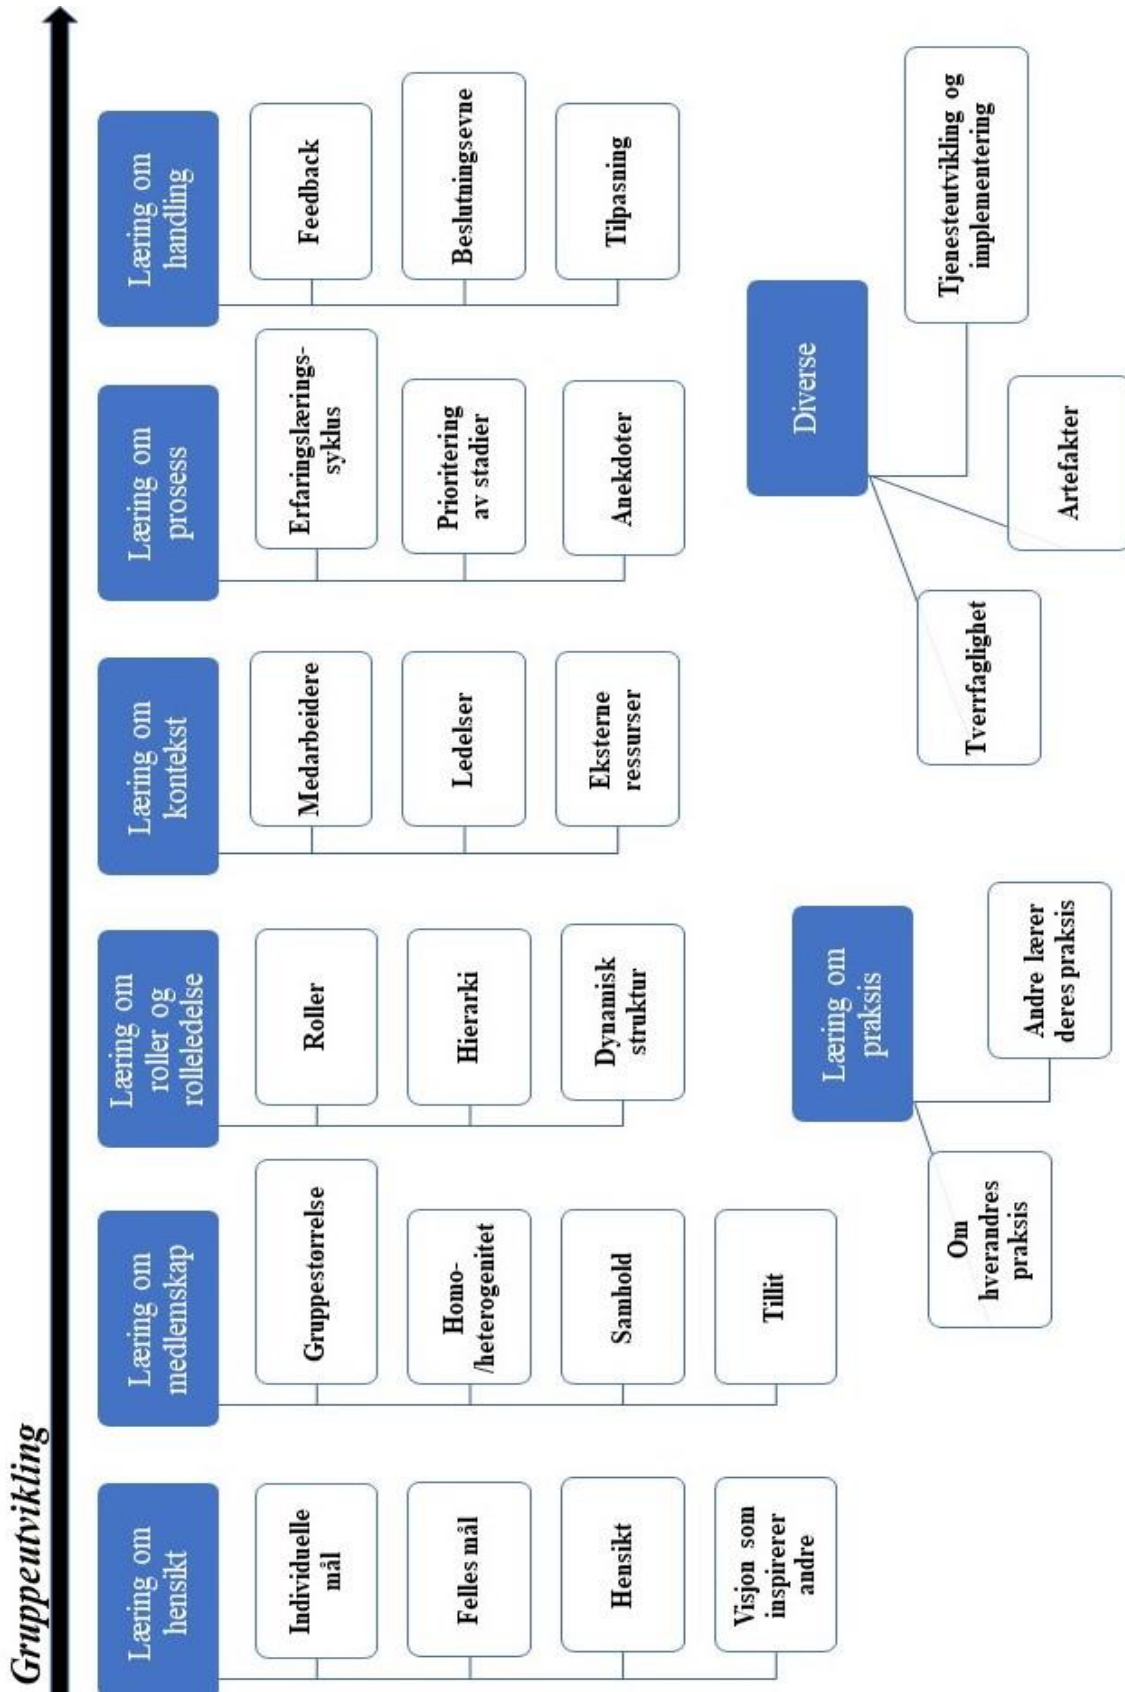 Gruppeutvikling
Læring om
hensikt
Individuelle
mål
Felles mål
Hensikt
Visjon som
inspirerer
andre
Læring om
medlemskap
Gruppestørrelse
Homo-
/heterogenitet
Samhold
Tillit
Læring om
roller og
rolleledelse
Roller
Hierarki
Dynamisk
struktur
Læring om
kontekst
Medarbeidere
Ledelser
Eksterne
ressurser
Læring om
prosess
Erfaringslærings-
syklus
Prioritering
av stadier
Anekdoter
Læring om
handling
Feedback
Beslutningsevne
Tilpasning
Læring om
praksis
Om
hverandres
praksis
Andre lærer
deres praksis
Diverse
Tverrfaglighet
Artefakter
Tjenesteutvikling og
implementering